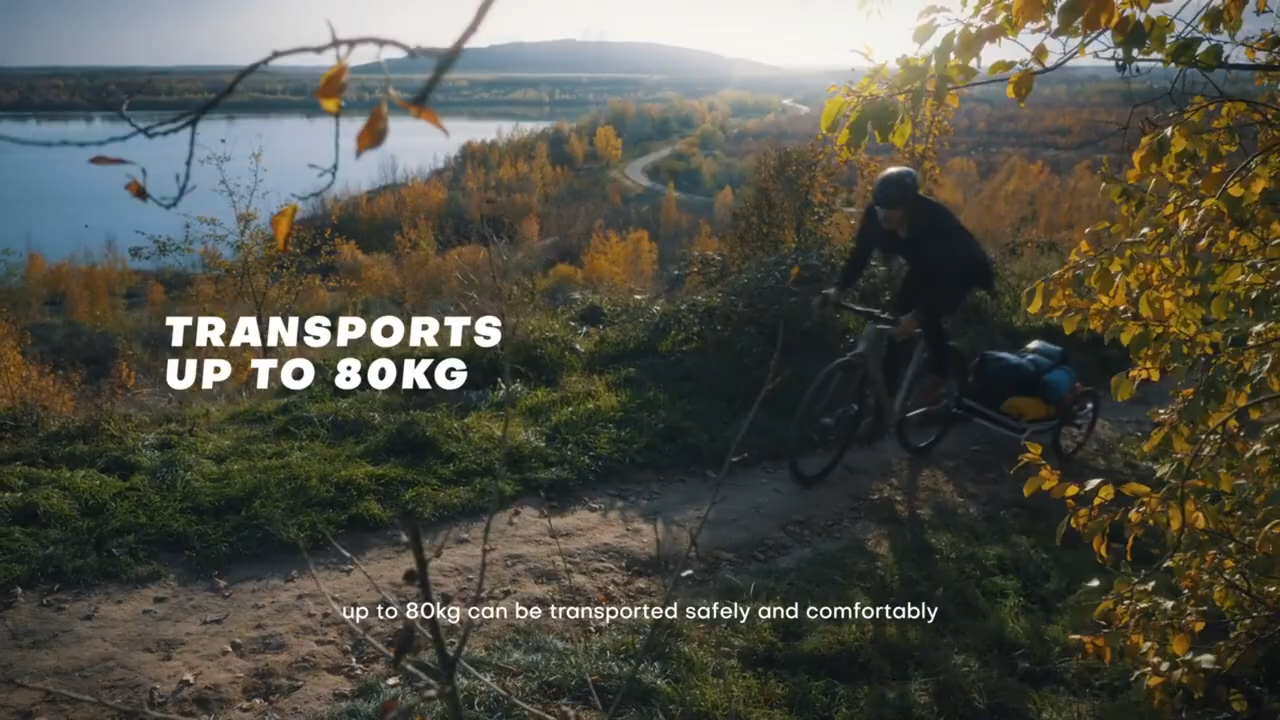 TRANSPORTS
UP TO 80KG
up to 80kg can be transported safely and comfortably